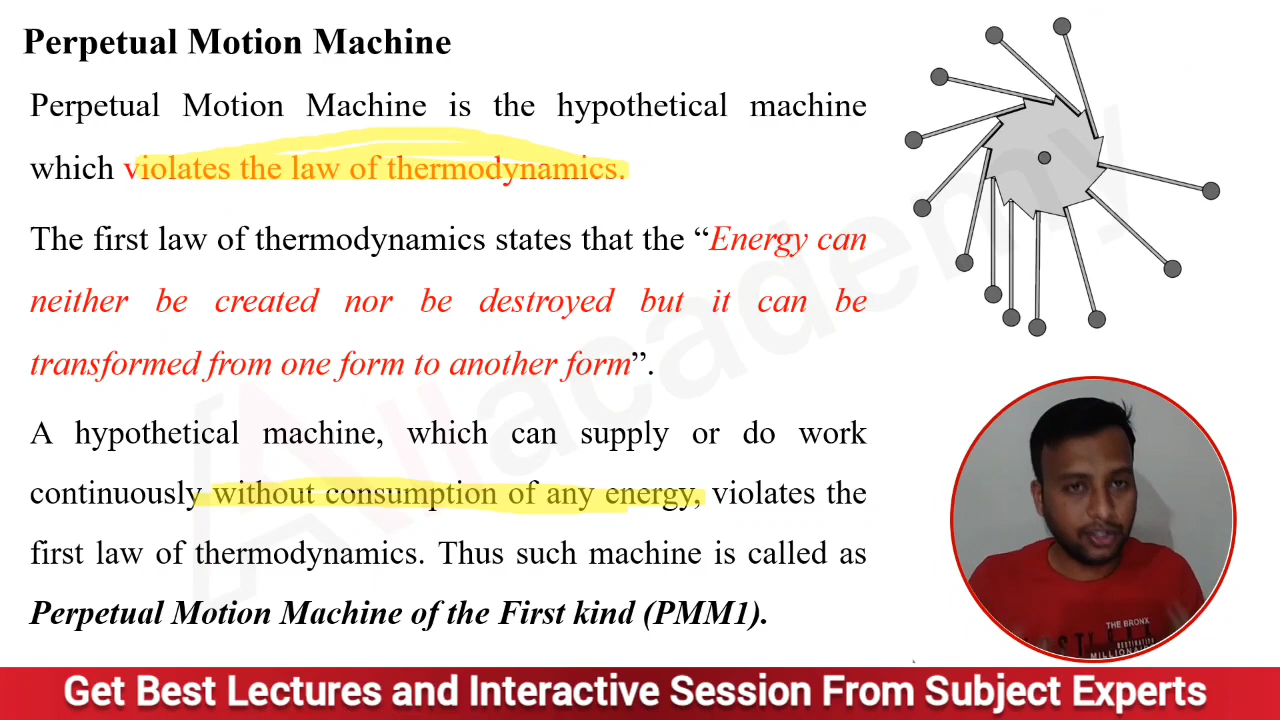 Perpetual Motion Machine
Perpetual Motion Machine is the hypothetical machine
which violates the law of thermodynamics.
The first law of thermodynamics states that the “Energy can
neither be created nor be destroyed but it can be
transformed from one form to another form”.
A hypothetical machine, which can supply or do work
continuously without consumption of any energy, violates the
first law of thermodynamics. Thus such machine is called as
Perpetual Motion Machine of the First kind (PMM1).
Allacademy
THE BRONX
DESTINATION
Get Best Lectures and Interactive Session From Subject Experts